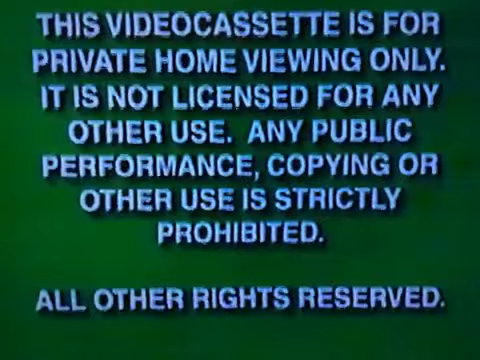 THIS VIDEOCASSETTE IS FOR
PRIVATE HOME VIEWING ONLY.
IT IS NOT LICENSED FOR ANY
OTHER USE. ANY PUBLIC
PERFORMANCE, COPYING OR
OTHER USE IS STRICTLY
PROHIBITED.
ALL OTHER RIGHTS RESERVED.